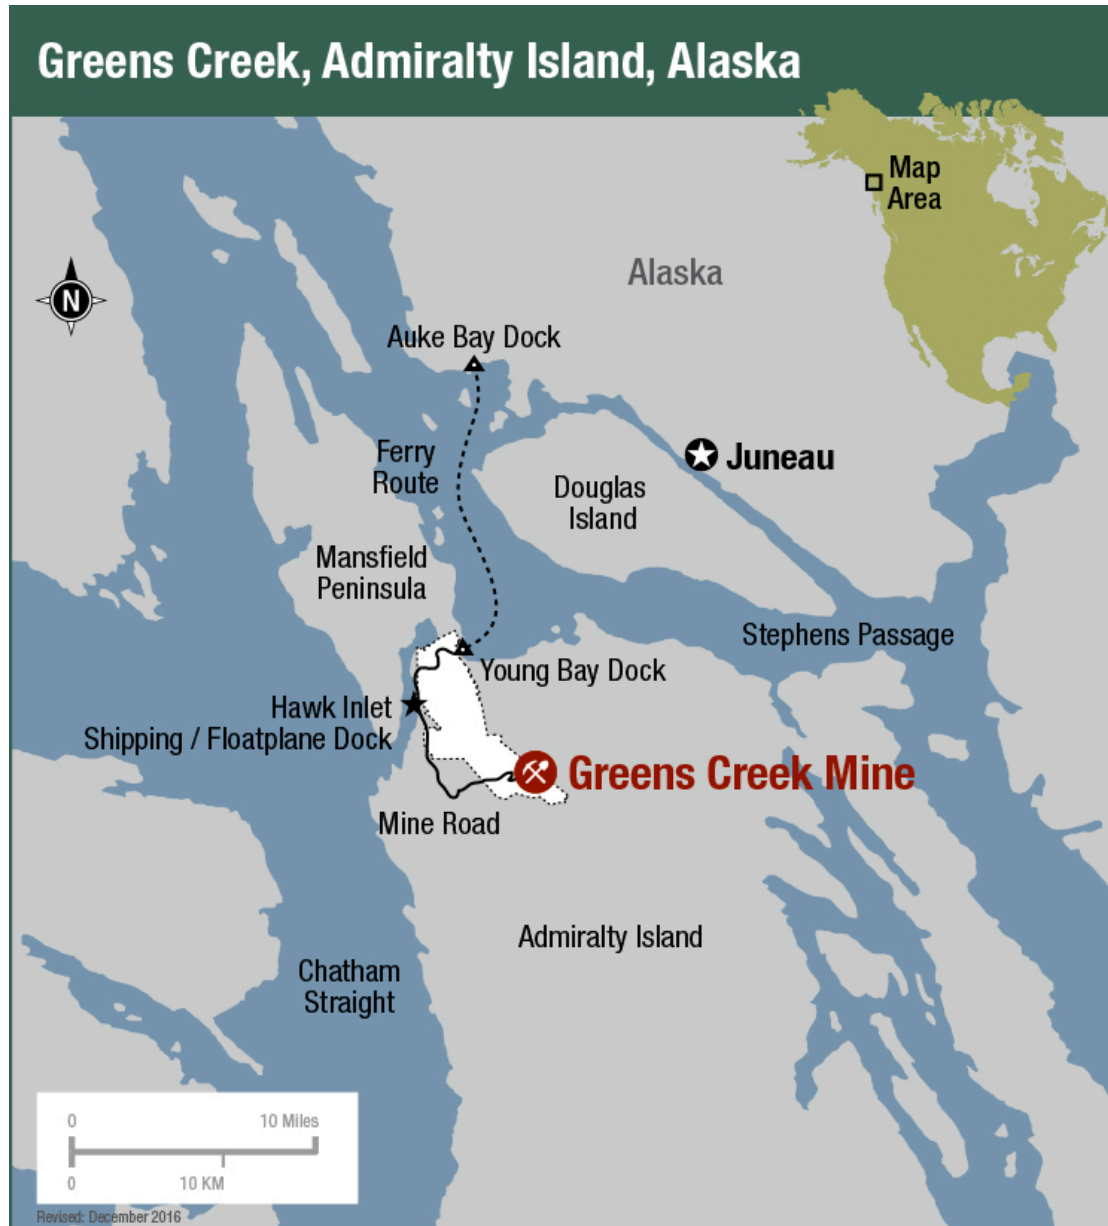 Greens Creek, Admiralty Island, Alaska
Map
Area
Alaska
N
Auke Bay Dock
Ferry
Route
Juneau
Douglas
Island
Mansfield
Peninsula
Stephens Passage
Young Bay Dock
Hawk Inlet
Shipping / Floatplane Dock
Greens Creek Mine
Mine Road
Admiralty Island
Chatham
Straight
0 10 Miles
0 10 KM
Revised: December 2016